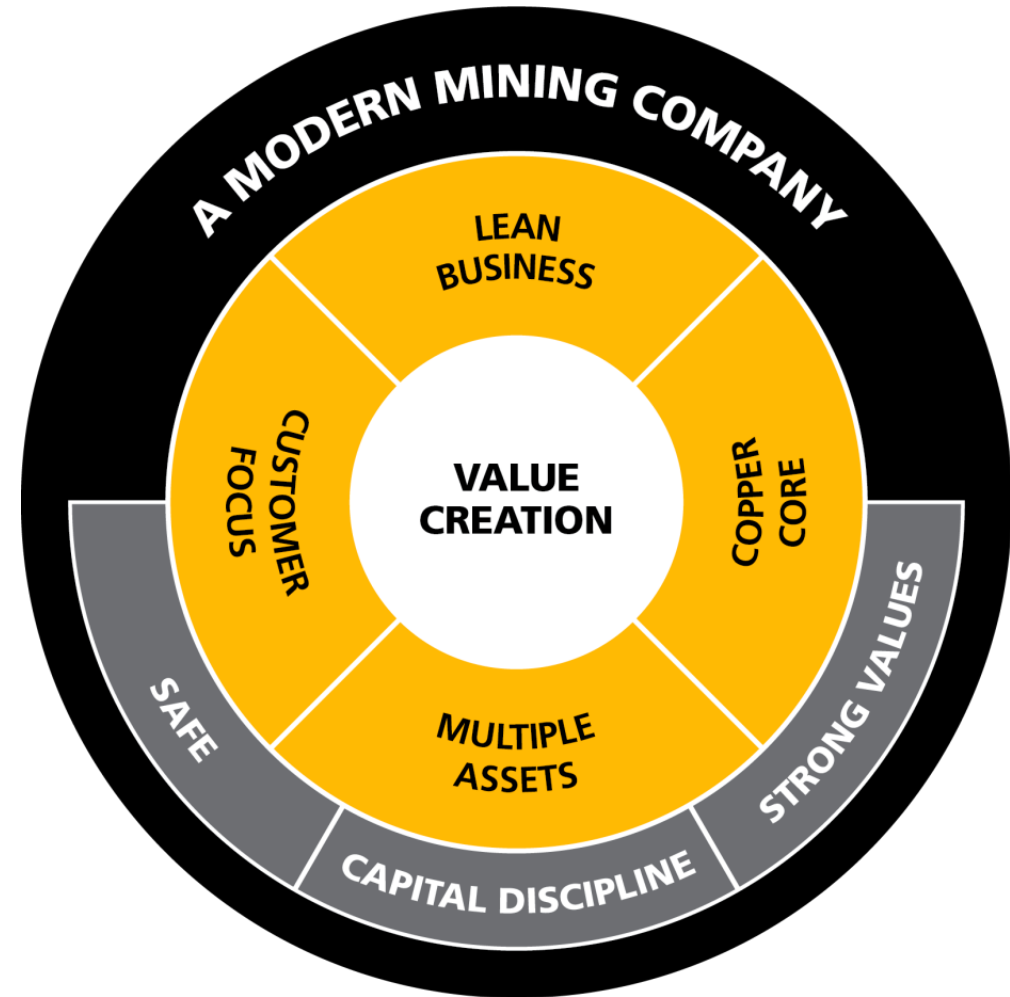 A MODERN MINING COMPANY
LEAN
BUSINESS
CUSTOMER
FOCUS
VALUE
CREATION
COPPER
CORE
MULTIPLE
ASSETS
SAFE
CAPITAL DISCIPLINE
STRONG VALUES